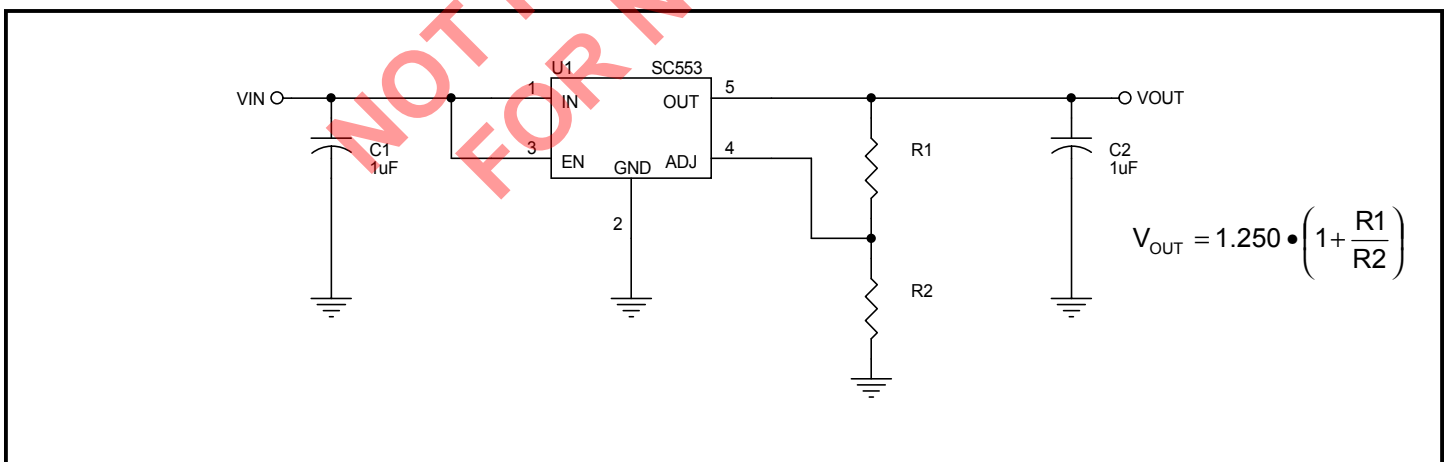 NOT
FOR N
U1 SC553
VIN
1 IN OUT 5
VOUT
C1
1uF
3 EN GND ADJ 4
2
R1
R2
C2
1uF
V_OUT = 1.250 • (1 + R1/R2)